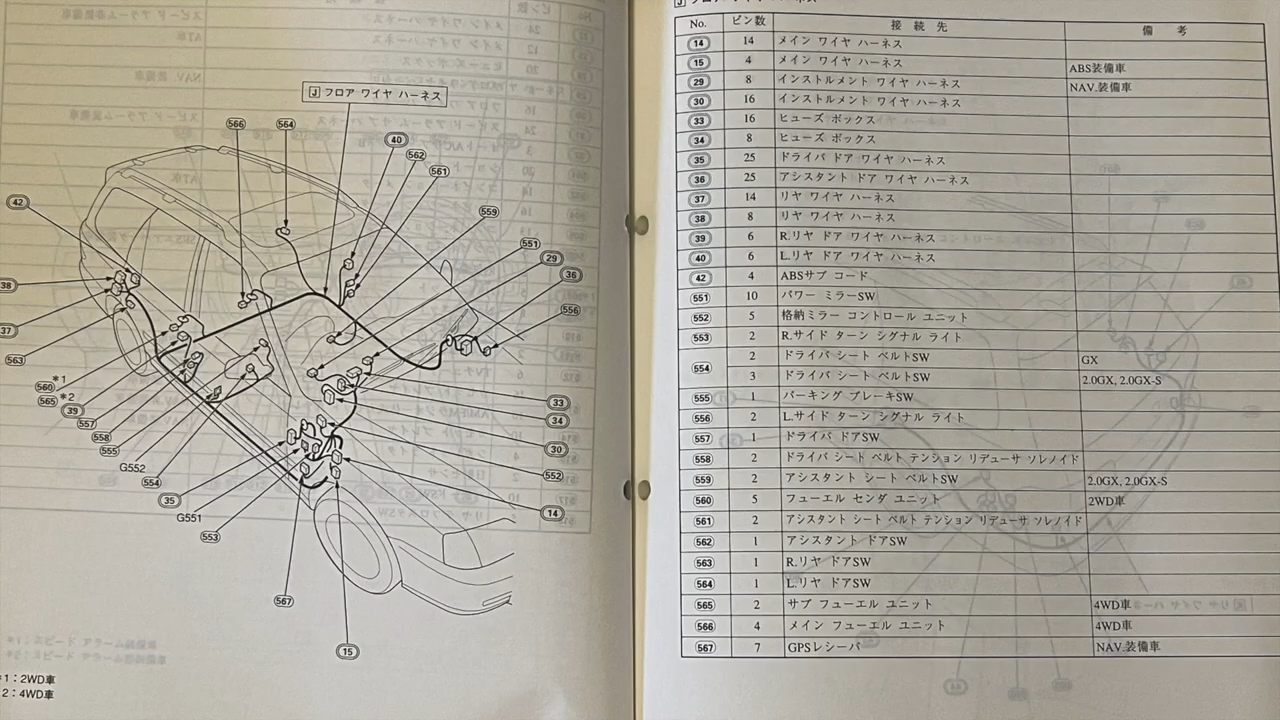 J フロア ワイヤ ハーネス
566
564
40
562
561
42
559
551
29
38
36
37
556
563
560 *1
565 *2
39
33
557
34
558
555
30
G552
554
552
35
14
G551
553
567
15
*1：2WD車
2：4WD車
J フロア ワイヤ ハーネス
No. ピン数 接続先 備考
14 14 メイン ワイヤ ハーネス
15 4 メイン ワイヤ ハーネス ABS装備車
29 8 インストルメント ワイヤ ハーネス NAV.装備車
30 16 インストルメント ワイヤ ハーネス
33 16 ヒューズ ボックス
34 8 ヒューズ ボックス
35 25 ドライバ ドア ワイヤ ハーネス
36 25 アシスタント ドア ワイヤ ハーネス
37 14 リヤ ワイヤ ハーネス
38 8 リヤ ワイヤ ハーネス
39 6 R.リヤ ドア ワイヤ ハーネス
40 6 L.リヤ ドア ワイヤ ハーネス
42 4 ABSサブ コード
551 10 パワー ミラーSW
552 5 格納ミラー コントロール ユニット
553 2 R.サイド ターン シグナル ライト
554 2 ドライバ シート ベルトSW GX
3 ドライバ シート ベルトSW 2.0GX, 2.0GX-S
555 1 パーキング ブレーキSW
556 2 L.サイド ターン シグナル ライト
557 1 ドライバ ドアSW
558 2 ドライバ シート ベルト テンション リデューサ ソレノイド
559 2 アシスタント シート ベルトSW 2.0GX, 2.0GX-S
560 5 フューエル センダ ユニット 2WD車
561 2 アシスタント シート ベルト テンション リデューサ ソレノイド
562 1 アシスタント ドアSW
563 1 R.リヤ ドアSW
564 1 L.リヤ ドアSW
565 2 サブ フューエル ユニット 4WD車
566 4 メイン フューエル ユニット 4WD車
567 7 GPSレシーバ NAV.装備車